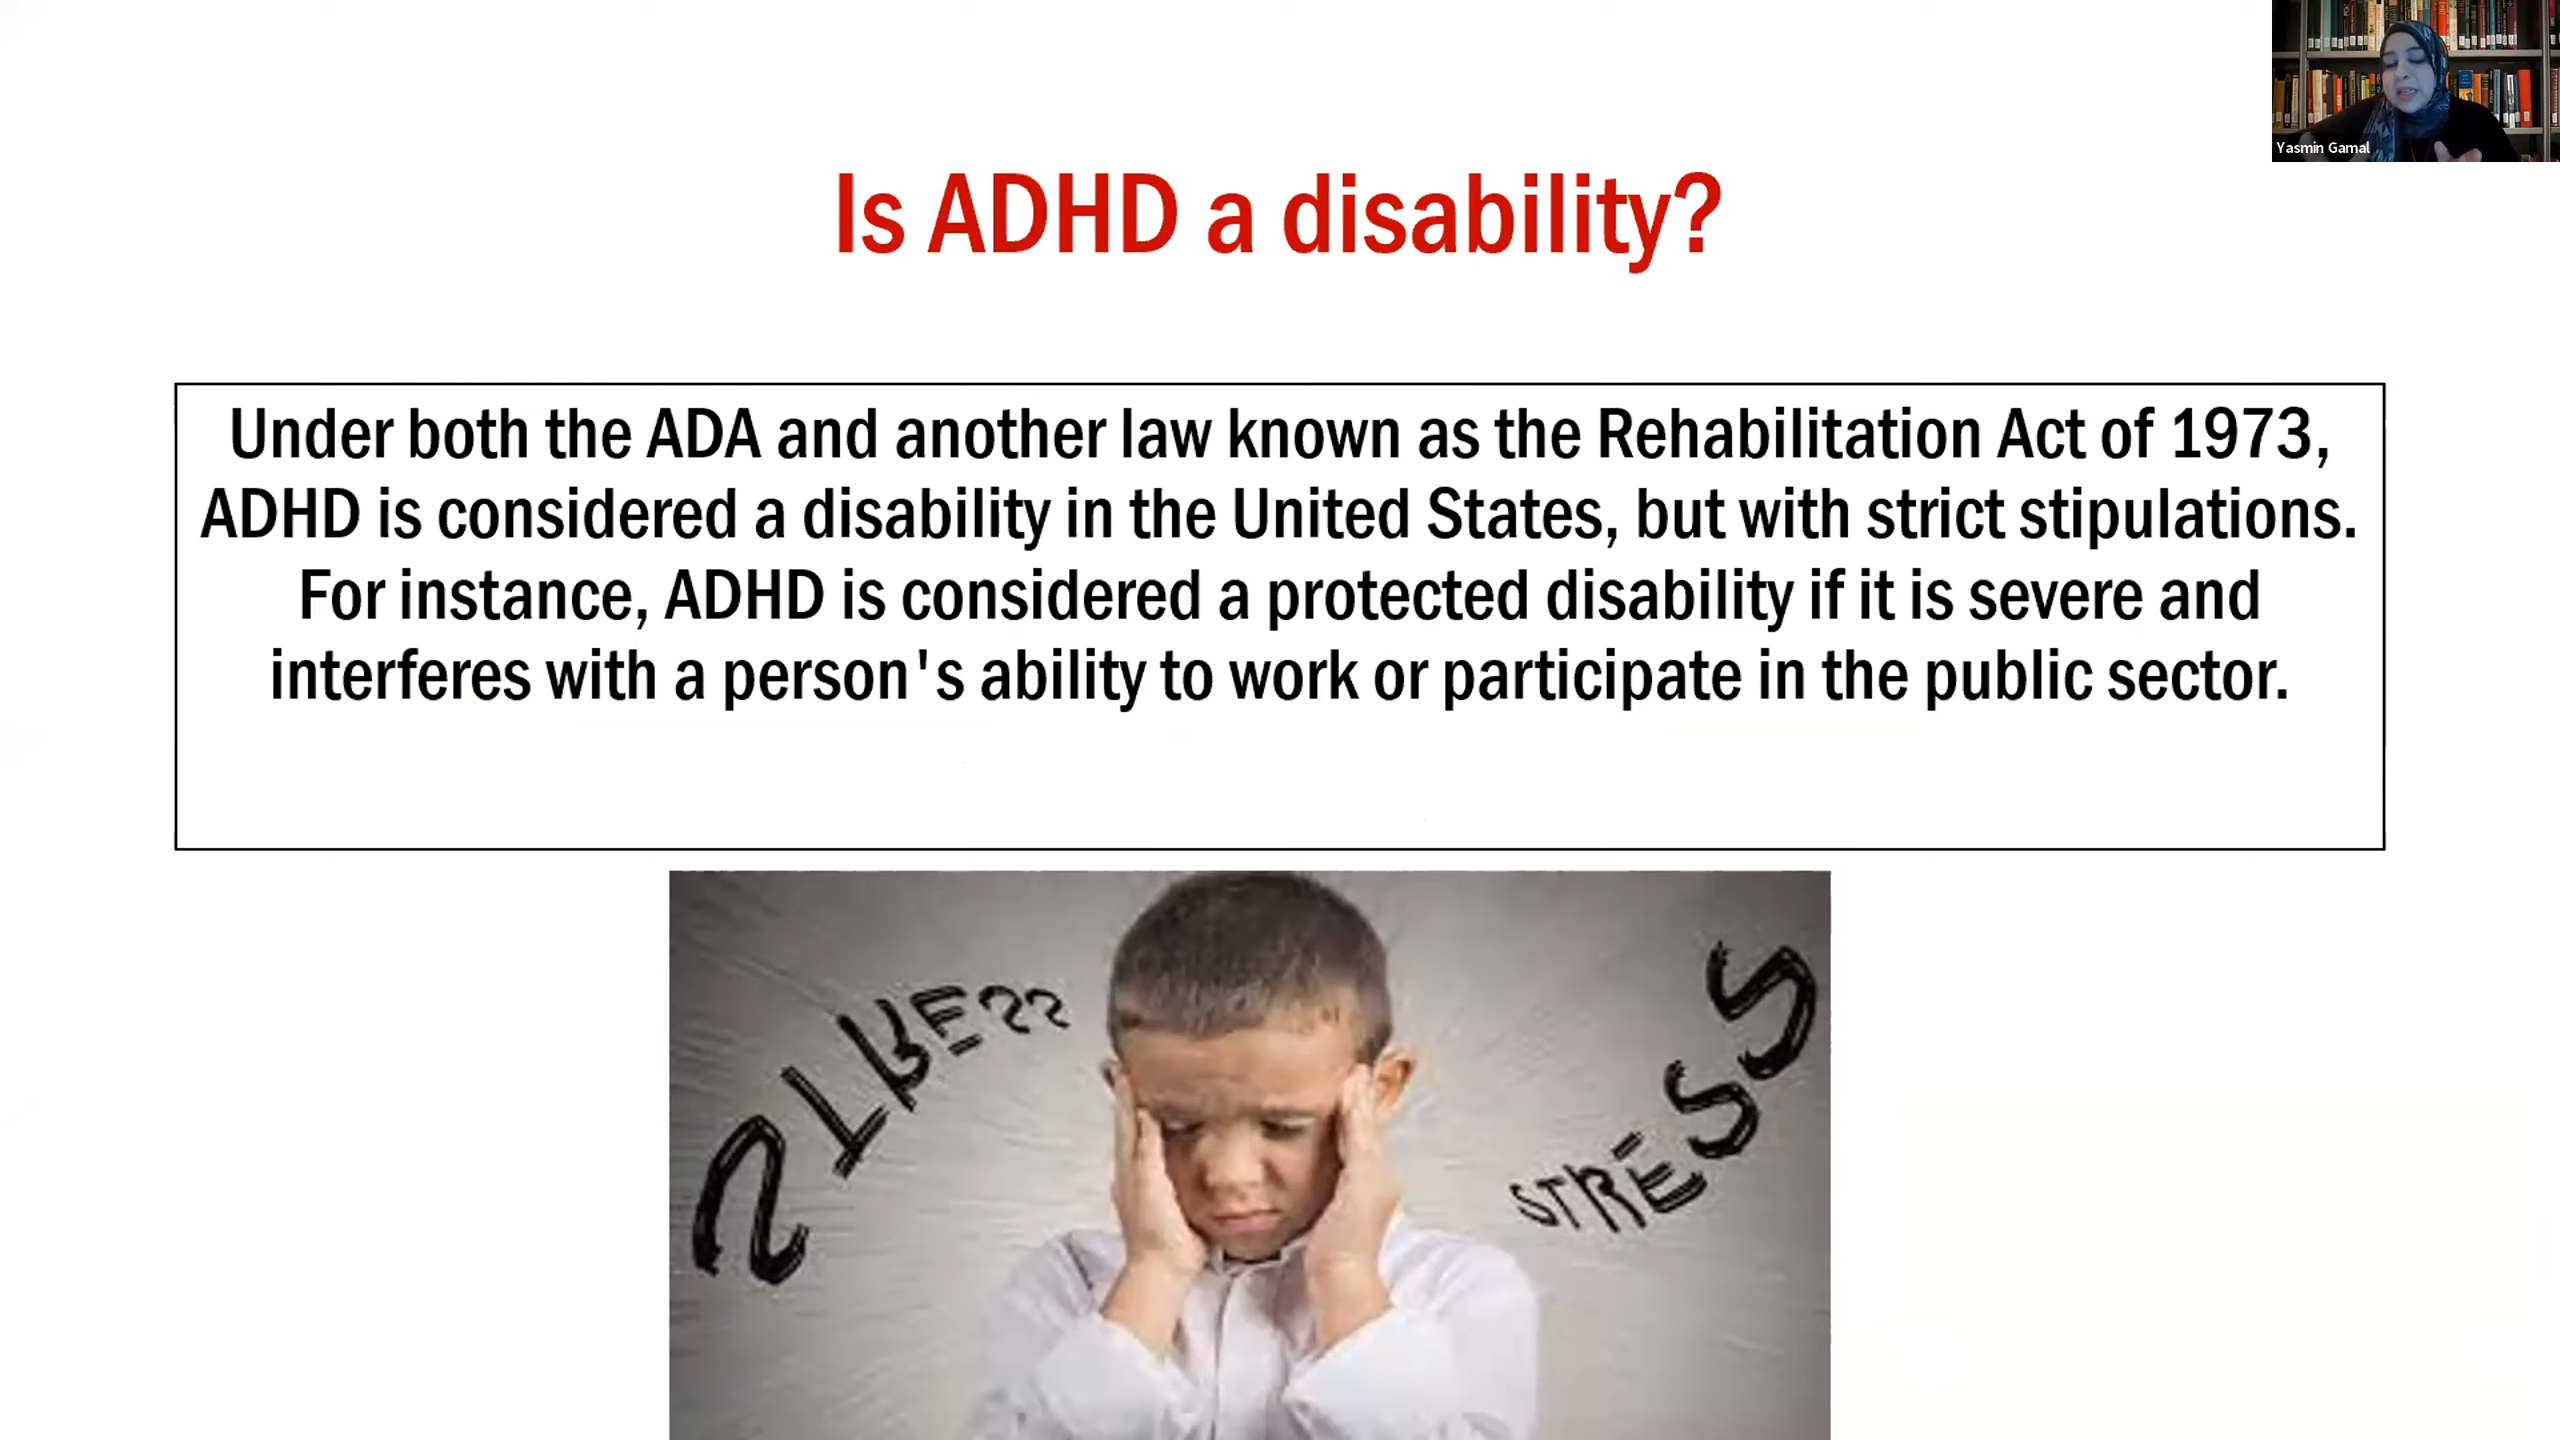 Yasmin Gamal
Is ADHD a disability?
Under both the ADA and another law known as the Rehabilitation Act of 1973,
ADHD is considered a disability in the United States, but with strict stipulations.
For instance, ADHD is considered a protected disability if it is severe and
interferes with a person's ability to work or participate in the public sector.
STRESS
STRESS